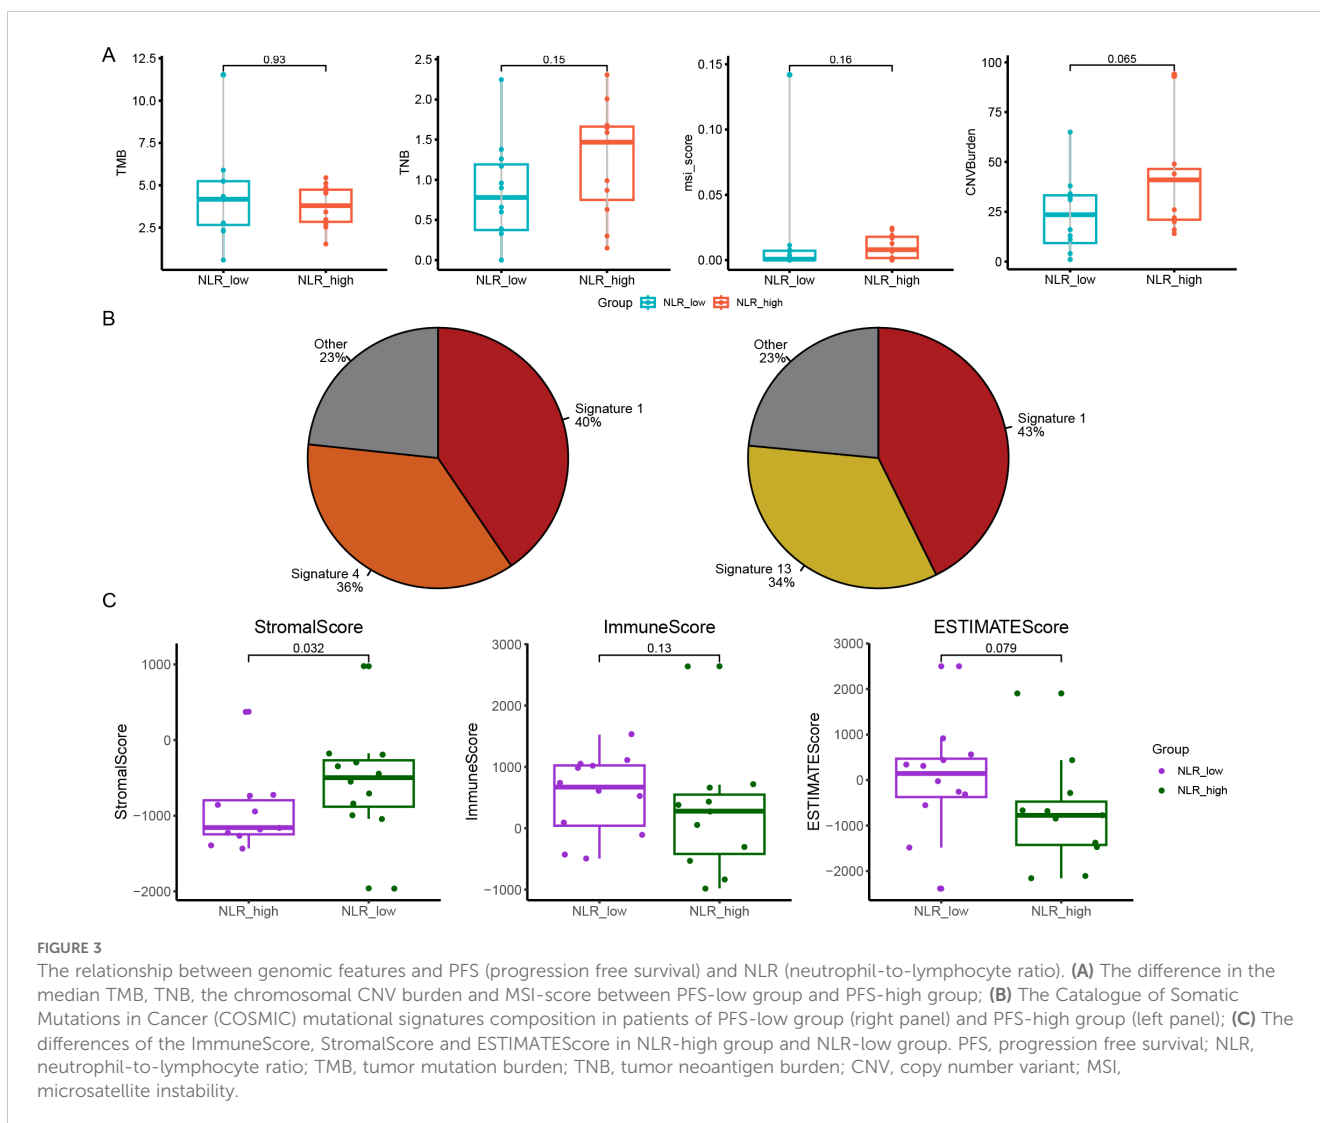 A
TMB
12.5
10.0
7.5
5.0
2.5
0.93
NLR_low NLR_high
TNB
2.5
2.0
1.5
1.0
0.5
0.0
0.15
NLR_low NLR_high
msi_score
0.15
0.10
0.05
0.00
0.16
NLR_low NLR_high
CNVBurden
100
75
50
25
0
0.065
NLR_low NLR_high
Group NLR_low NLR_high
B
Other
23%
Signature 1
40%
Signature 4
36%
Other
23%
Signature 1
43%
Signature 13
34%
C
StromalScore
StromalScore
1000
0
−1000
−2000
0.032
NLR_high NLR_low
ImmuneScore
ImmuneScore
3000
2000
1000
0
−1000
0.13
NLR_low NLR_high
ESTIMATEScore
ESTIMATEScore
3000
2000
1000
0
−1000
−2000
0.079
NLR_low NLR_high
Group
NLR_low
NLR_high
FIGURE 3
The relationship between genomic features and PFS (progression free survival) and NLR (neutrophil-to-lymphocyte ratio). (A) The difference in the
median TMB, TNB, the chromosomal CNV burden and MSI-score between PFS-low group and PFS-high group; (B) The Catalogue of Somatic
Mutations in Cancer (COSMIC) mutational signatures composition in patients of PFS-low group (right panel) and PFS-high group (left panel); (C) The
differences of the ImmuneScore, StromalScore and ESTIMATEScore in NLR-high group and NLR-low group. PFS, progression free survival; NLR,
neutrophil-to-lymphocyte ratio; TMB, tumor mutation burden; TNB, tumor neoantigen burden; CNV, copy number variant; MSI,
microsatellite instability.